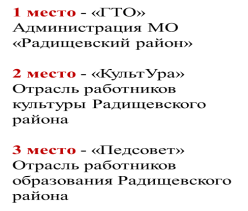 1 место - «ГТО»
Администрация МО
«Радищевский район»
2 место - «КультУра»
Отрасль работников
культуры Радищевского
района
3 место - «Педсовет»
Отрасль работников
образования Радищевского
района